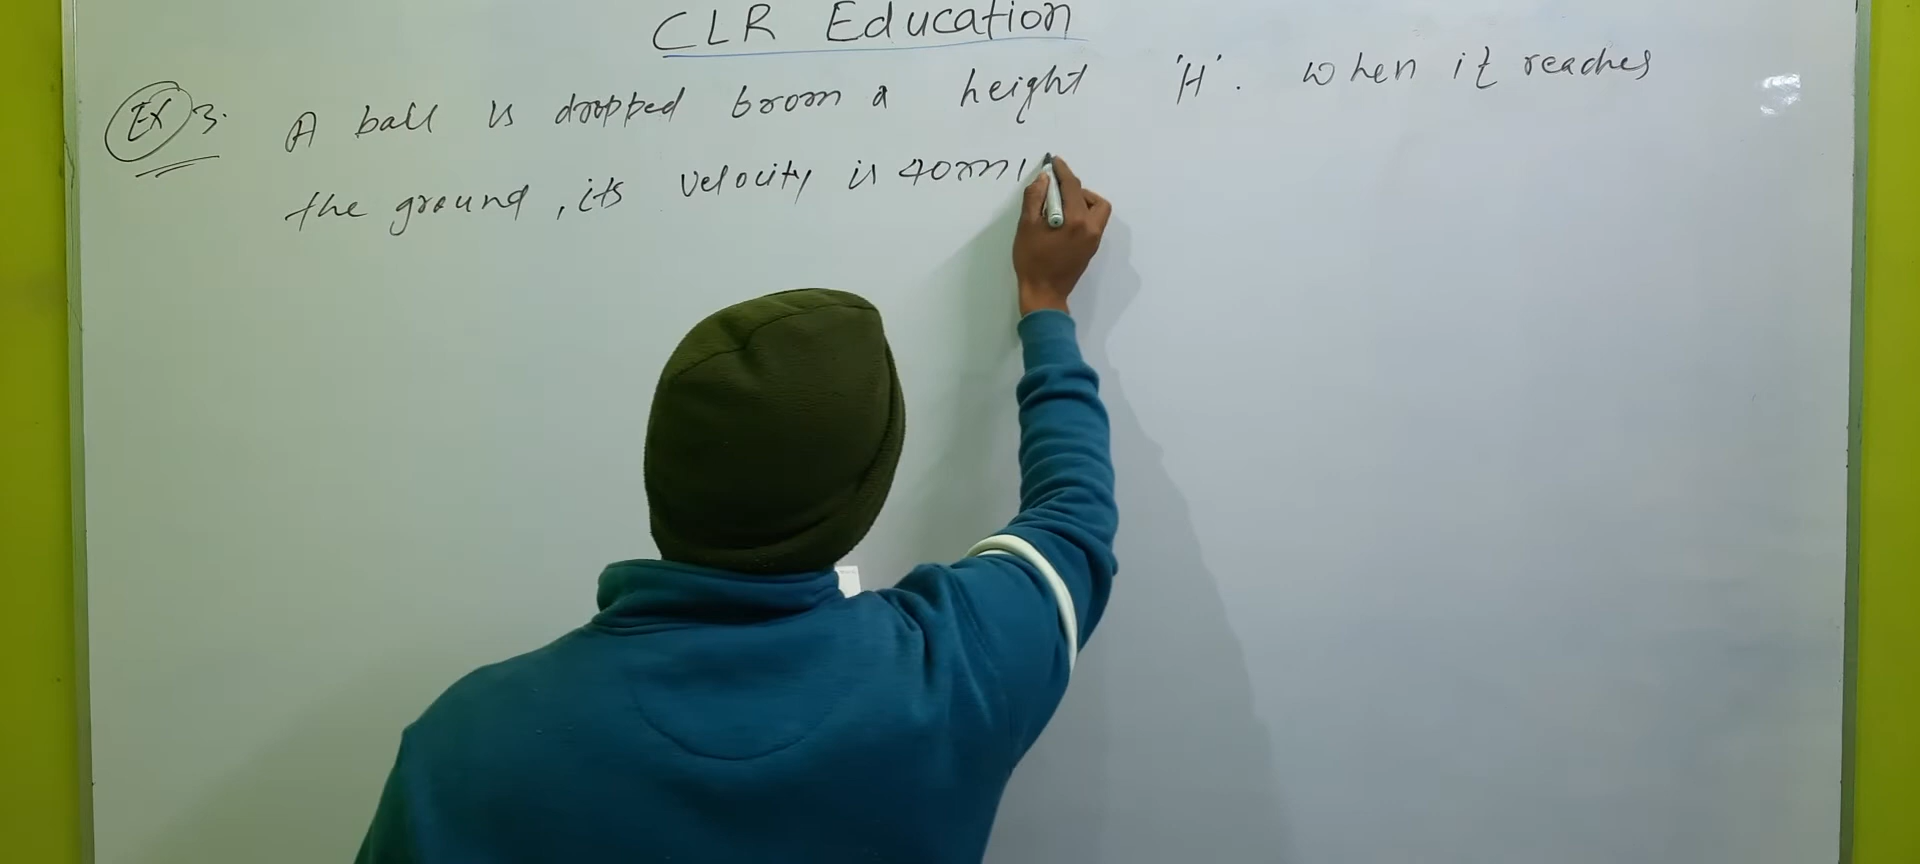 CLR Education
Ex 3. A ball is dropped from a height 'H'. When it reaches
the ground, its velocity is 40m/